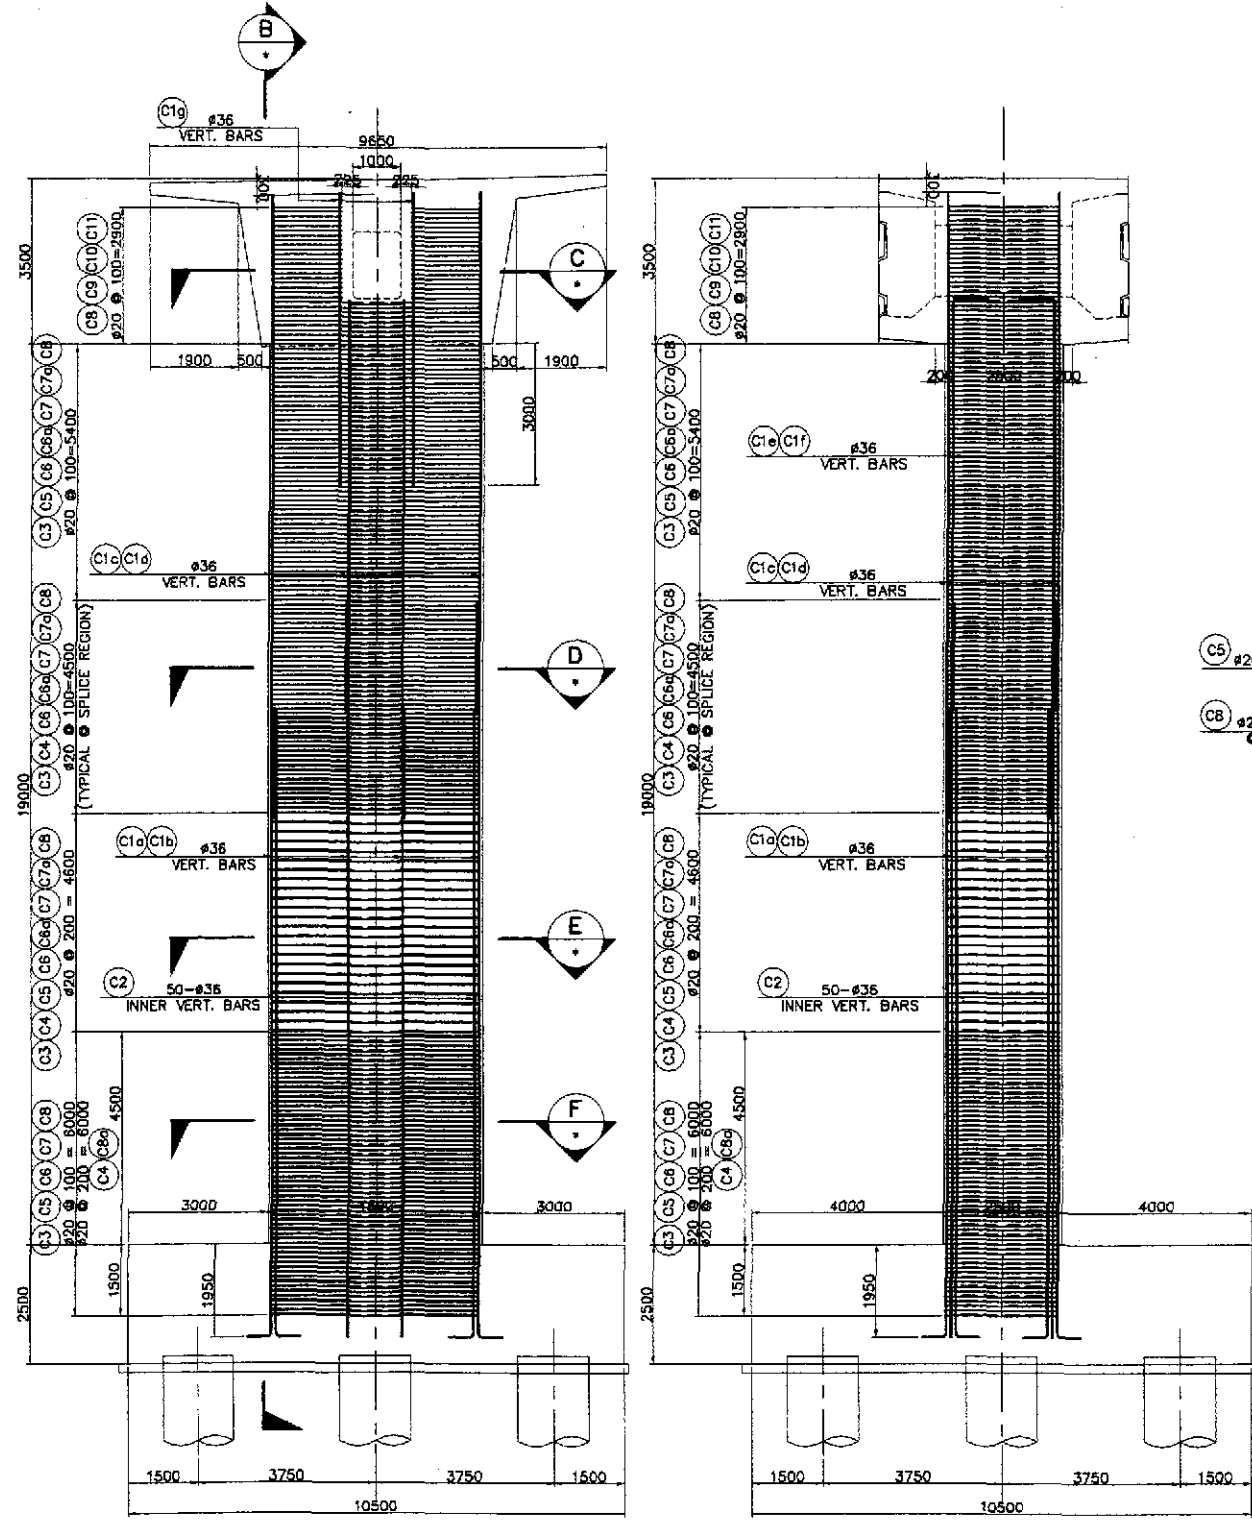 B
C1g ø36
VERT. BARS
9650
1000
225 225
300
3500
C8 C9 C10 C11
ø20 @ 100=2900
C
1900 500
500 1900
3000
C3 C5 C6 C6a C7 C7a C8
ø20 @ 100=5400
C1c C1d ø36
VERT. BARS
C3 C4 C6 C6a C7 C7a C8
ø20 @ 100=4500
(TYPICAL @ SPLICE REGION)
D
19000
C1a C1b ø36
VERT. BARS
C3 C4 C5 C6 C6a C7 C7a C8
ø20 @ 200 = 4600
E
C2 50-ø36
INNER VERT. BARS
C3 C5 C6 C7 C8
ø20 @ 100 = 6000
ø20 @ 200 = 6000
C4 C8a
4500
F
3000 3000
1500
1950
2500
1500 3750 3750 1500
10500
300
3500
C8 C9 C10 C11
ø20 @ 100=2900
200 200
C3 C5 C6 C6a C7 C7a C8
ø20 @ 100=5400
C1e C1f ø36
VERT. BARS
C1c C1d ø36
VERT. BARS
C3 C4 C6 C6a C7 C7a C8
ø20 @ 100=4500
(TYPICAL @ SPLICE REGION)
19000
C1a C1b ø36
VERT. BARS
C3 C4 C5 C6 C6a C7 C7a C8
ø20 @ 200 = 4600
C2 50-ø36
INNER VERT. BARS
C3 C5 C6 C7 C8
ø20 @ 100 = 6000
ø20 @ 200 = 6000
C4 C8a
4500
4000 4000
1500
1950
2500
1500 3750 3750 1500
10500
C5
C8